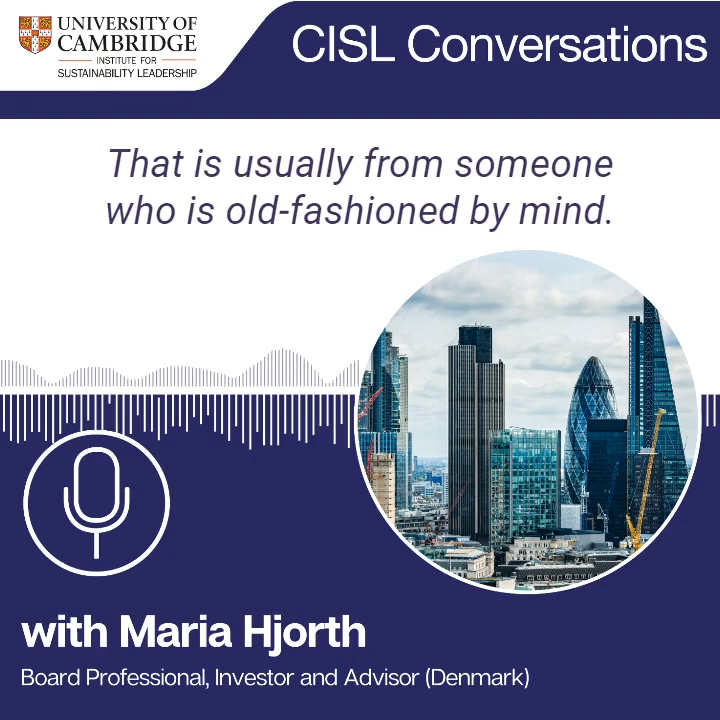 UNIVERSITY OF
CAMBRIDGE
INSTITUTE FOR
SUSTAINABILITY LEADERSHIP
CISL Conversations
That is usually from someone
who is old-fashioned by mind.
with Maria Hjorth
Board Professional, Investor and Advisor (Denmark)